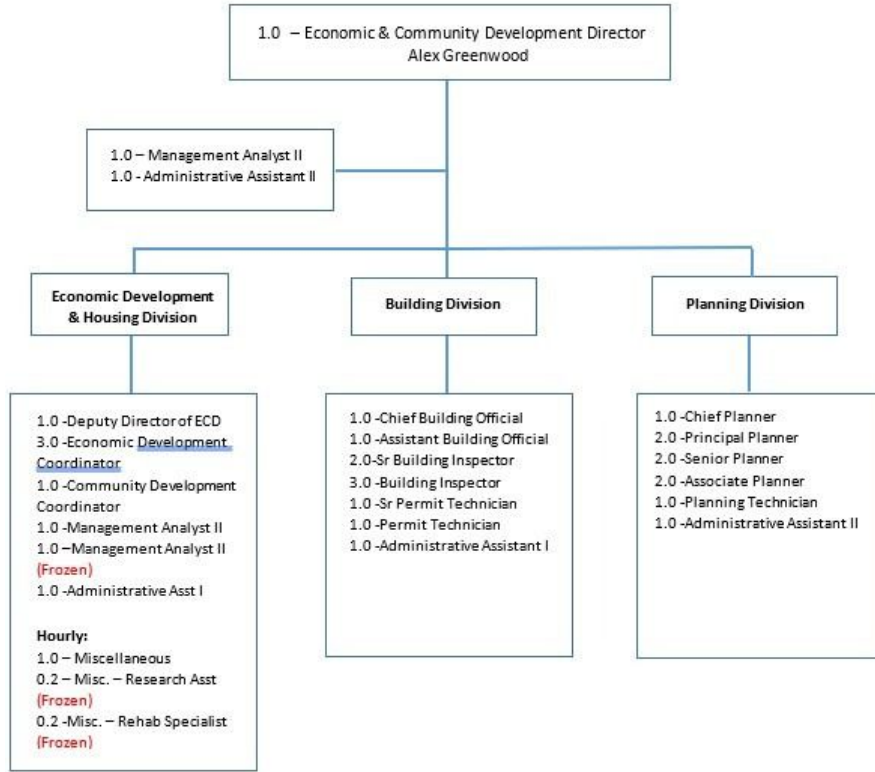 1.0 – Economic & Community Development Director
Alex Greenwood
1.0 – Management Analyst II
1.0 - Administrative Assistant II
Economic Development
& Housing Division
Building Division
Planning Division
1.0 -Deputy Director of ECD
3.0 -Economic Development
Coordinator
1.0 -Community Development
Coordinator
1.0 -Management Analyst II
1.0 –Management Analyst II
(Frozen)
1.0 -Administrative Asst I
Hourly:
1.0 – Miscellaneous
0.2 – Misc. – Research Asst
(Frozen)
0.2 -Misc. – Rehab Specialist
(Frozen)
1.0 -Chief Building Official
1.0 -Assistant Building Official
2.0-Sr Building Inspector
3.0 -Building Inspector
1.0 -Sr Permit Technician
1.0 -Permit Technician
1.0 -Administrative Assistant I
1.0 -Chief Planner
2.0 -Principal Planner
2.0 -Senior Planner
2.0 -Associate Planner
1.0 -Planning Technician
1.0 -Administrative Assistant II